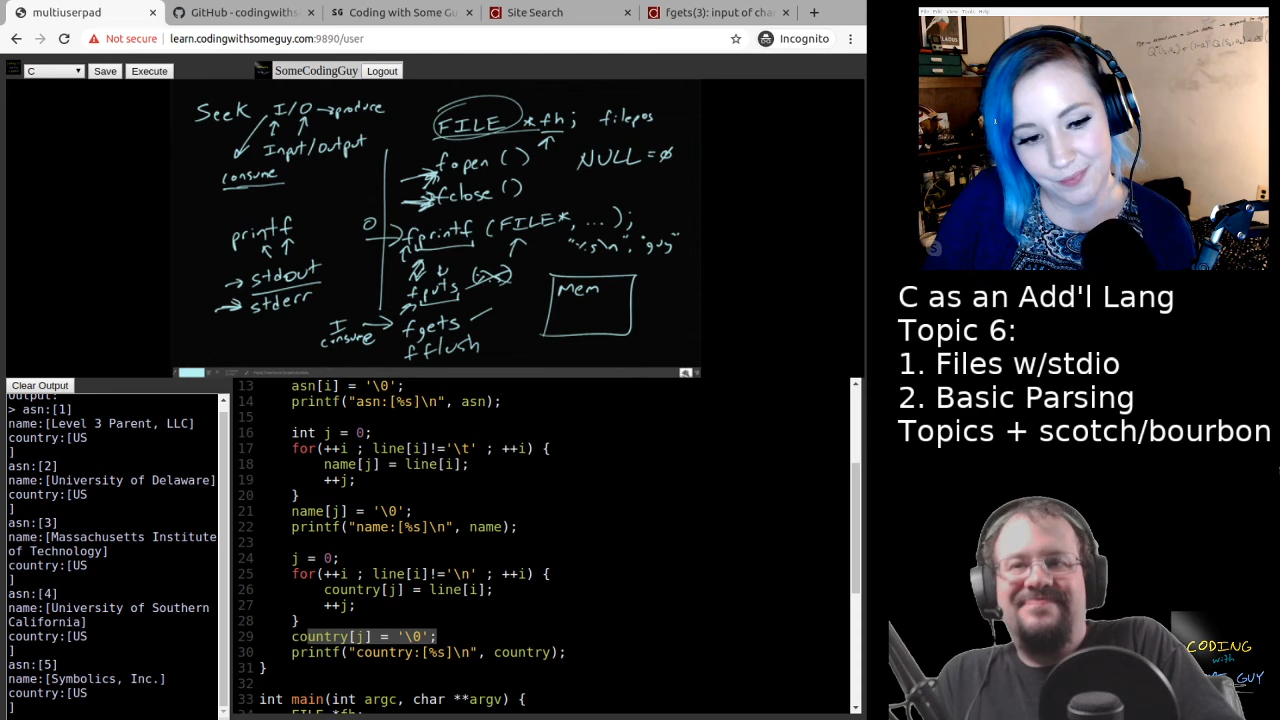 multiuserpad
GitHub - codingwiths
Coding with Some Gu
Site Search
fgets(3): input of char
Not secure
learn.codingwithsomeguy.com:9890/user
Incognito
C
Save
Execute
SomeCodingGuy
Logout
Seek I/O → produce
Input/output
consume
printf
stdout
stderr
FILE *fh; filepos
fopen()
NULL = 0
fclose()
O
fprintf (FILE*, ...);
"%s\n", "guy"
fputs
I
consume
fgets
fflush
Mem
Clear Output
Output:
> asn:[1]
name:[Level 3 Parent, LLC]
country:[US
]
asn:[2]
name:[University of Delaware]
country:[US
]
asn:[3]
name:[Massachusetts Institute
of Technology]
country:[US
]
asn:[4]
name:[University of Southern
California]
country:[US
]
asn:[5]
name:[Symbolics, Inc.]
country:[US
]
13 asn[i] = '\0';
14 printf("asn:[%s]\n", asn);
15
16 int j = 0;
17 for(++i ; line[i]!='\t' ; ++i) {
18 name[j] = line[i];
19 ++j;
20 }
21 name[j] = '\0';
22 printf("name:[%s]\n", name);
23
24 j = 0;
25 for(++i ; line[i]!='\n' ; ++i) {
26 country[j] = line[i];
27 ++j;
28 }
29 country[j] = '\0';
30 printf("country:[%s]\n", country);
31 }
32
33 int main(int argc, char **argv) {
34 FILE *fh;
C as an Add'l Lang
Topic 6:
1. Files w/stdio
2. Basic Parsing
Topics + scotch/bourbon
CODING
with
GUY